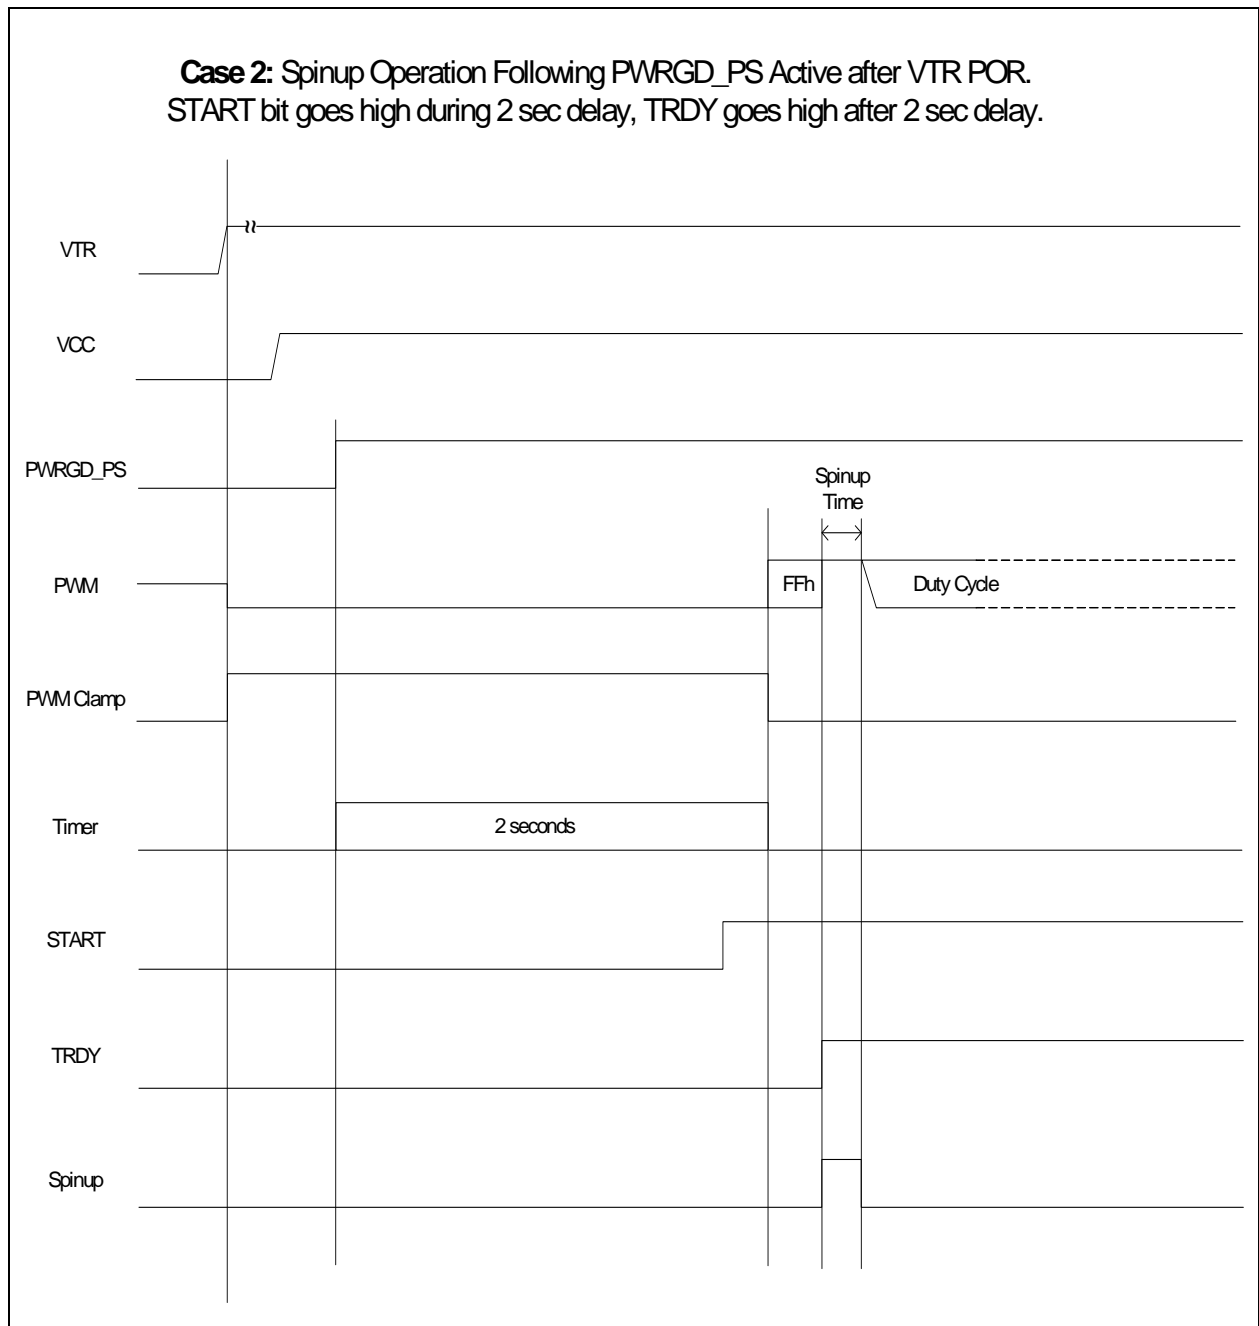 Case 2: Spinup Operation Following PWRGD_PS Active after VTR POR.
START bit goes high during 2 sec delay, TRDY goes high after 2 sec delay.
VTR
VCC
PWRGD_PS
Spinup
Time
PWM
FFh
Duty Cycle
PWM Clamp
Timer
2 seconds
START
TRDY
Spinup